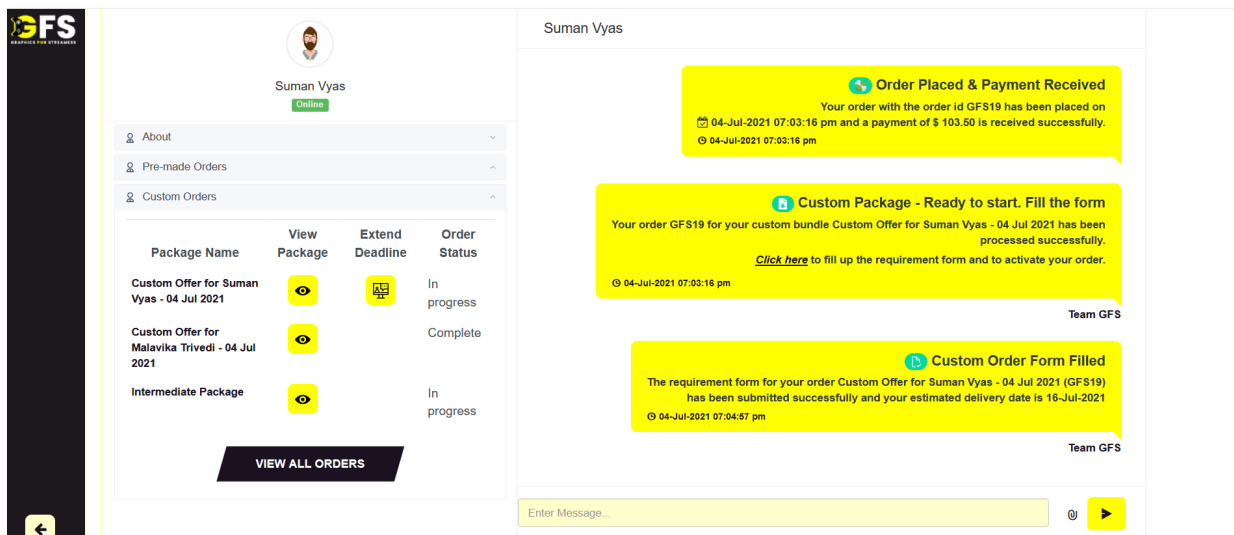 GFS
GRAPHICS FOR STREAMERS
Suman Vyas
Online
About
Pre-made Orders
Custom Orders
Package Name
View
Package
Extend
Deadline
Order
Status
Custom Offer for Suman
Vyas - 04 Jul 2021
In
progress
Custom Offer for
Malavika Trivedi - 04 Jul
2021
Complete
Intermediate Package
In
progress
VIEW ALL ORDERS
Suman Vyas
Order Placed & Payment Received
Your order with the order id GFS19 has been placed on
04-Jul-2021 07:03:16 pm and a payment of $ 103.50 is received successfully.
04-Jul-2021 07:03:16 pm
Custom Package - Ready to start. Fill the form
Your order GFS19 for your custom bundle Custom Offer for Suman Vyas - 04 Jul 2021 has been
processed successfully.
Click here to fill up the requirement form and to activate your order.
04-Jul-2021 07:03:16 pm
Team GFS
Custom Order Form Filled
The requirement form for your order Custom Offer for Suman Vyas - 04 Jul 2021 (GFS19)
has been submitted successfully and your estimated delivery date is 16-Jul-2021
04-Jul-2021 07:04:57 pm
Team GFS
Enter Message...